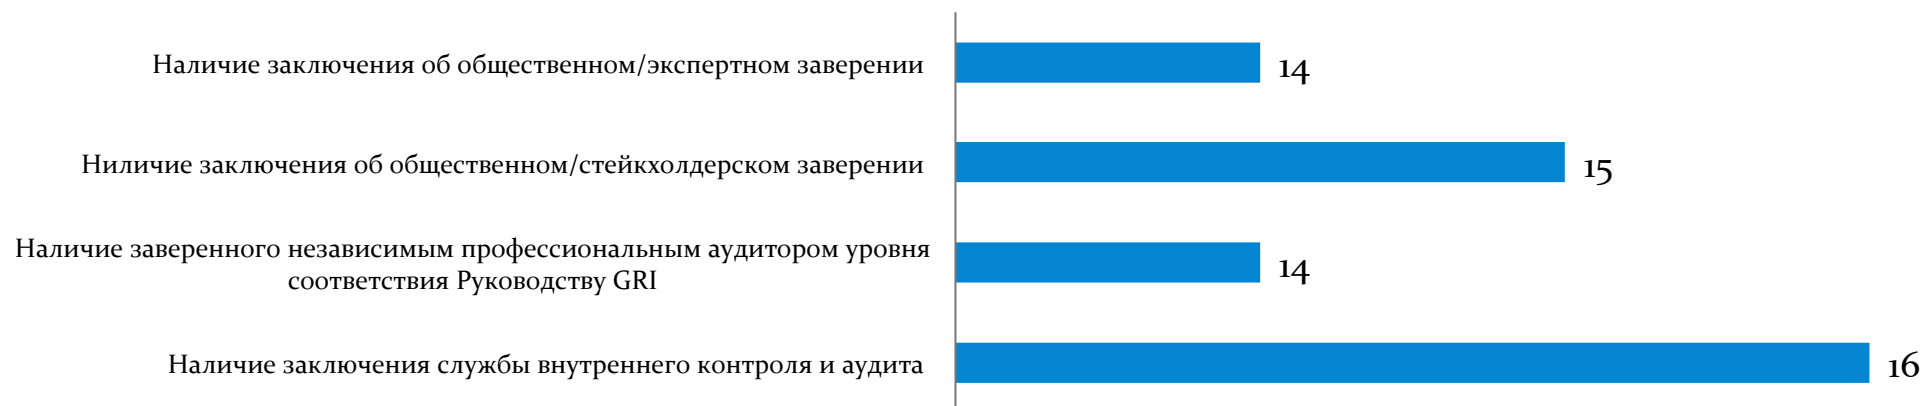 Наличие заключения об общественном/экспертном заверении
14
Ниличие заключения об общественном/стейкхолдерском заверении
15
Наличие заверенного независимым профессиональным аудитором уровня
соответствия Руководству GRI
14
Наличие заключения службы внутреннего контроля и аудита
16